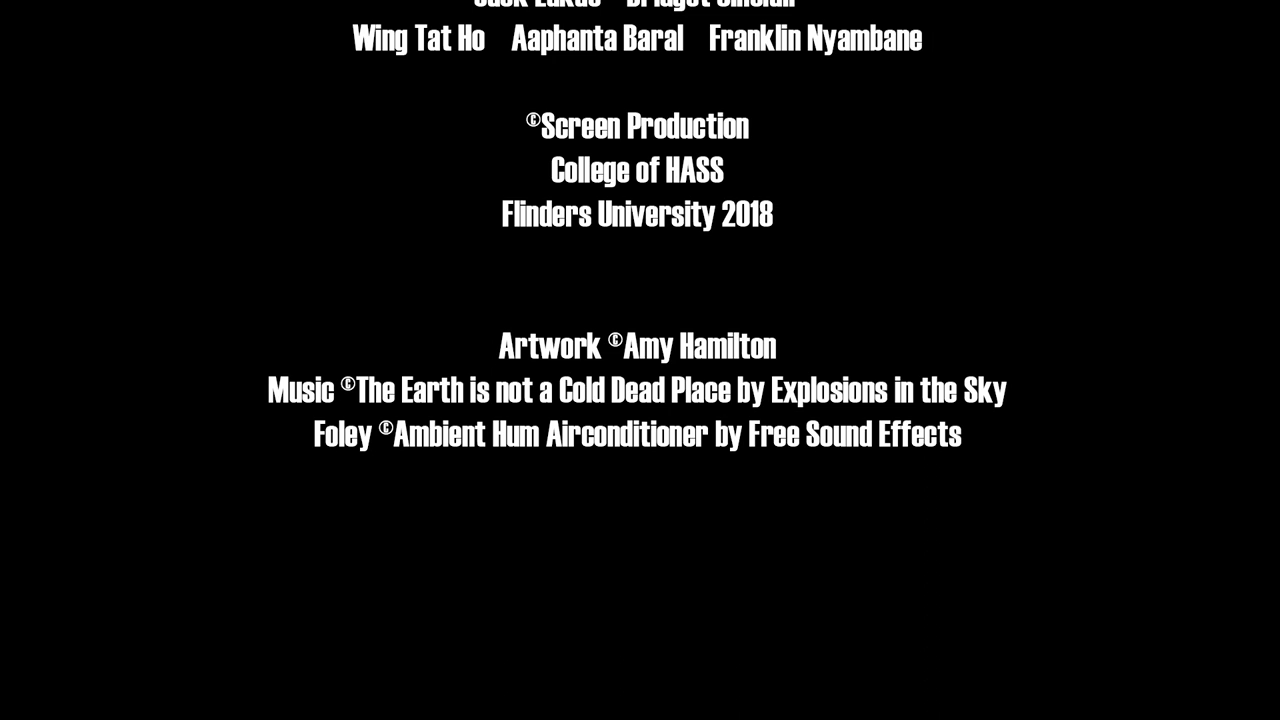 Wing Tat Ho Aaphanta Baral Franklin Nyambane
©Screen Production
College of HASS
Flinders University 2018
Artwork ©Amy Hamilton
Music ©The Earth is not a Cold Dead Place by Explosions in the Sky
Foley ©Ambient Hum Airconditioner by Free Sound Effects